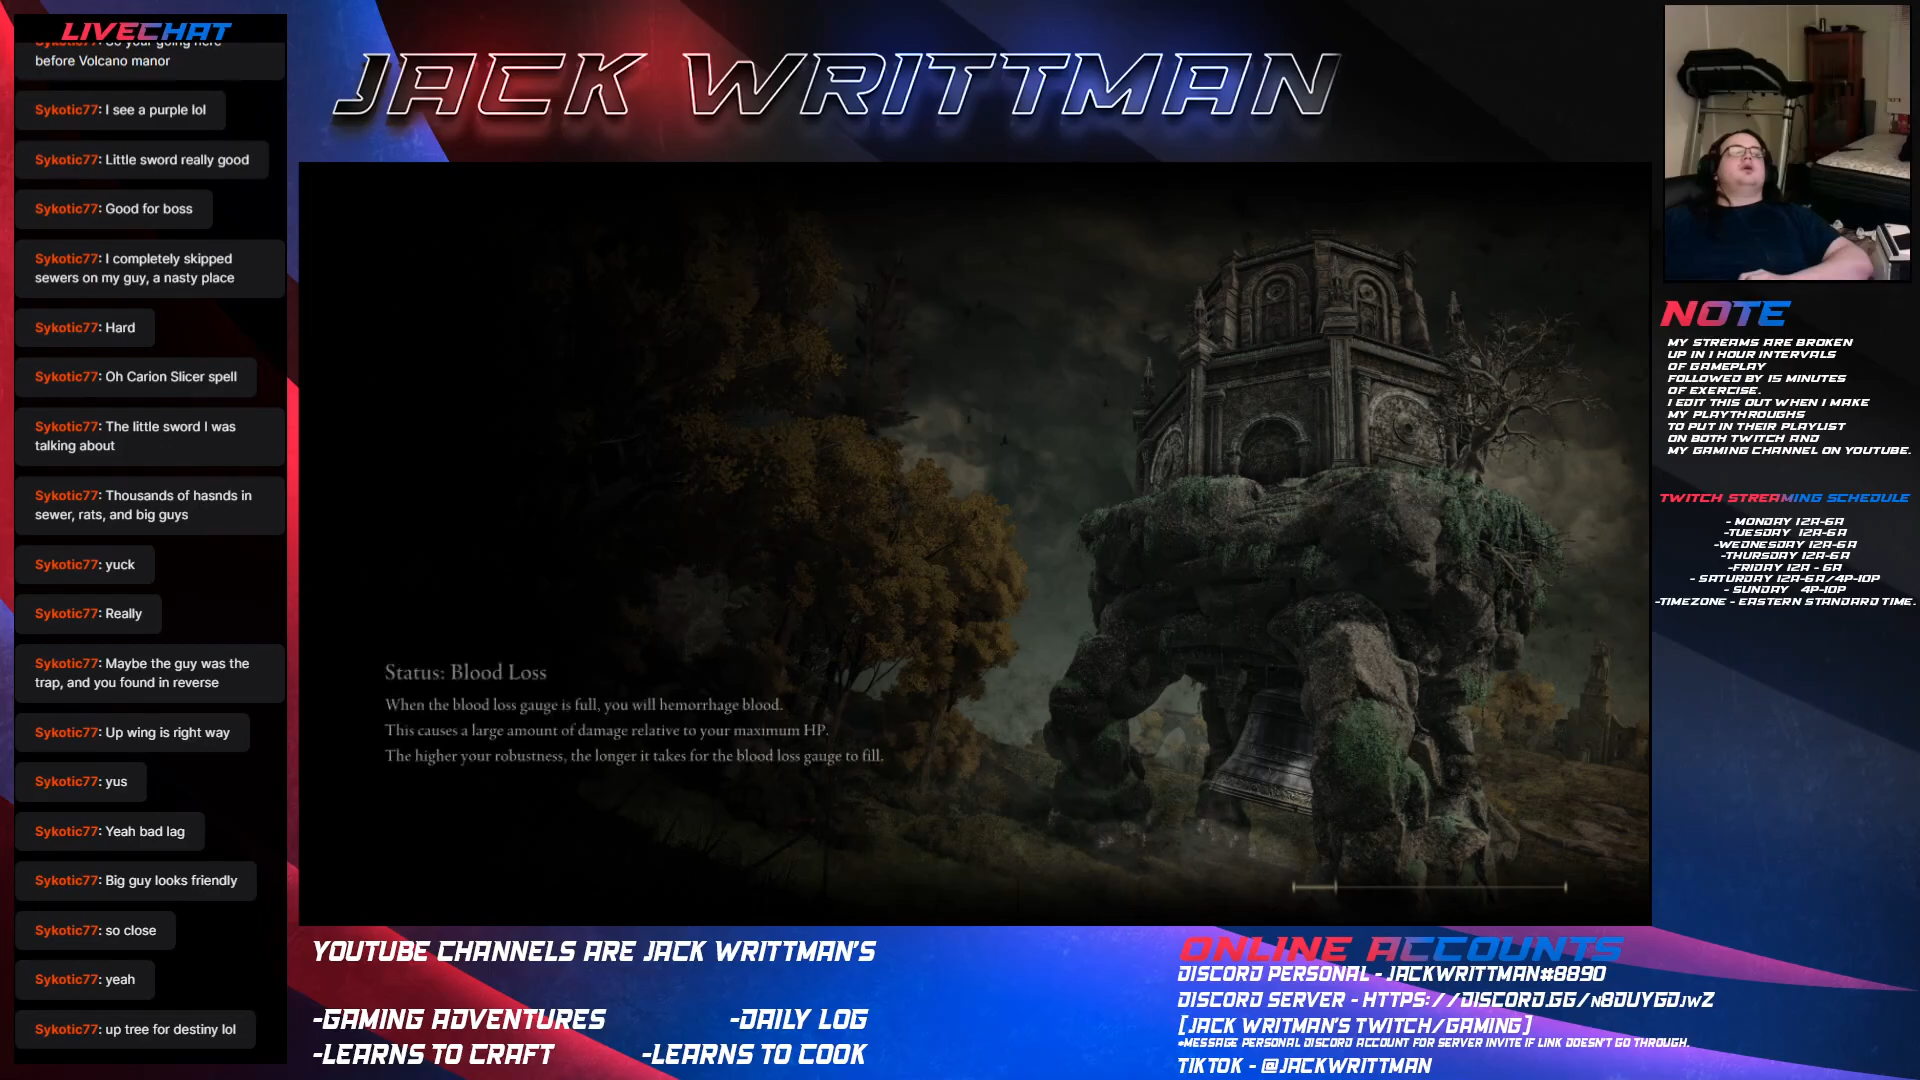 LIVECHAT
before Volcano manor
Sykotic77: I see a purple lol
Sykotic77: Little sword really good
Sykotic77: Good for boss
Sykotic77: I completely skipped
sewers on my guy, a nasty place
Sykotic77: Hard
Sykotic77: Oh Carion Slicer spell
Sykotic77: The little sword I was
talking about
Sykotic77: Thousands of hasnds in
sewer, rats, and big guys
Sykotic77: yuck
Sykotic77: Really
Sykotic77: Maybe the guy was the
trap, and you found in reverse
Sykotic77: Up wing is right way
Sykotic77: yus
Sykotic77: Yeah bad lag
Sykotic77: Big guy looks friendly
Sykotic77: so close
Sykotic77: yeah
Sykotic77: up tree for destiny lol
JACK WRITTMAN
Status: Blood Loss
When the blood loss gauge is full, you will hemorrhage blood.
This causes a large amount of damage relative to your maximum HP.
The higher your robustness, the longer it takes for the blood loss gauge to fill.
NOTE
MY STREAMS ARE BROKEN
UP IN 1 HOUR INTERVALS
OF GAMEPLAY
FOLLOWED BY 15 MINUTES
OF EXERCISE.
I EDIT THIS OUT WHEN I MAKE
MY PLAYTHROUGHS
TO PUT IN THEIR PLAYLIST
ON BOTH TWITCH AND
MY GAMING CHANNEL ON YOUTUBE.
TWITCH STREAMING SCHEDULE
- MONDAY 12A-6A
-TUESDAY 12A-6A
-WEDNESDAY 12A-6A
-THURSDAY 12A-6A
-FRIDAY 12A - 6A
- SATURDAY 12A-6A/4P-10P
- SUNDAY 4P-10P
-TIMEZONE - EASTERN STANDARD TIME.
YOUTUBE CHANNELS ARE JACK WRITTMAN'S
-GAMING ADVENTURES -DAILY LOG
-LEARNS TO CRAFT -LEARNS TO COOK
ONLINE ACCOUNTS
DISCORD PERSONAL - JACKWRITTMAN#8890
DISCORD SERVER - HTTPS://DISCORD.GG/N8DUYGDJWZ
[JACK WRITMAN'S TWITCH/GAMING]
*MESSAGE PERSONAL DISCORD ACCOUNT FOR SERVER INVITE IF LINK DOESN'T GO THROUGH.
TIKTOK - @JACKWRITTMAN